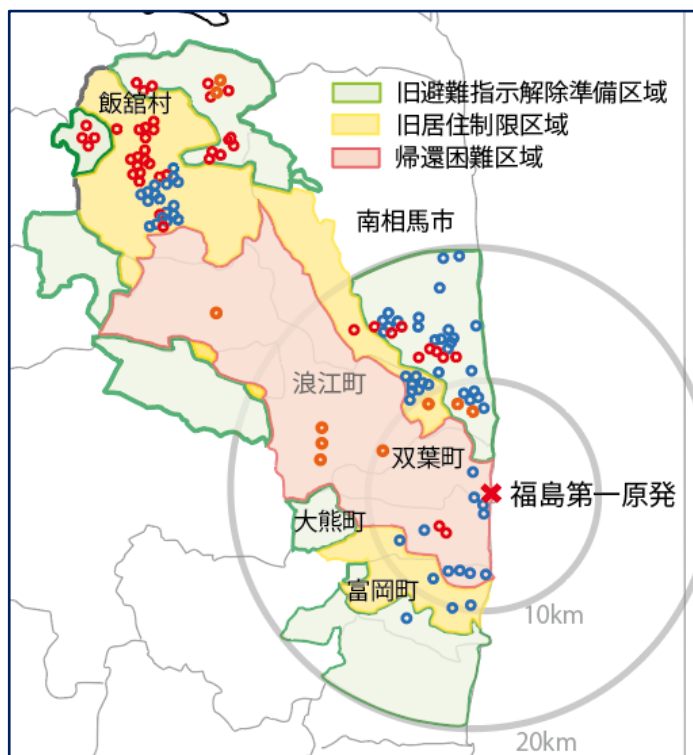 飯舘村
旧避難指示解除準備区域
旧居住制限区域
帰還困難区域
南相馬市
浪江町
双葉町
福島第一原発
大熊町
富岡町
10km
20km